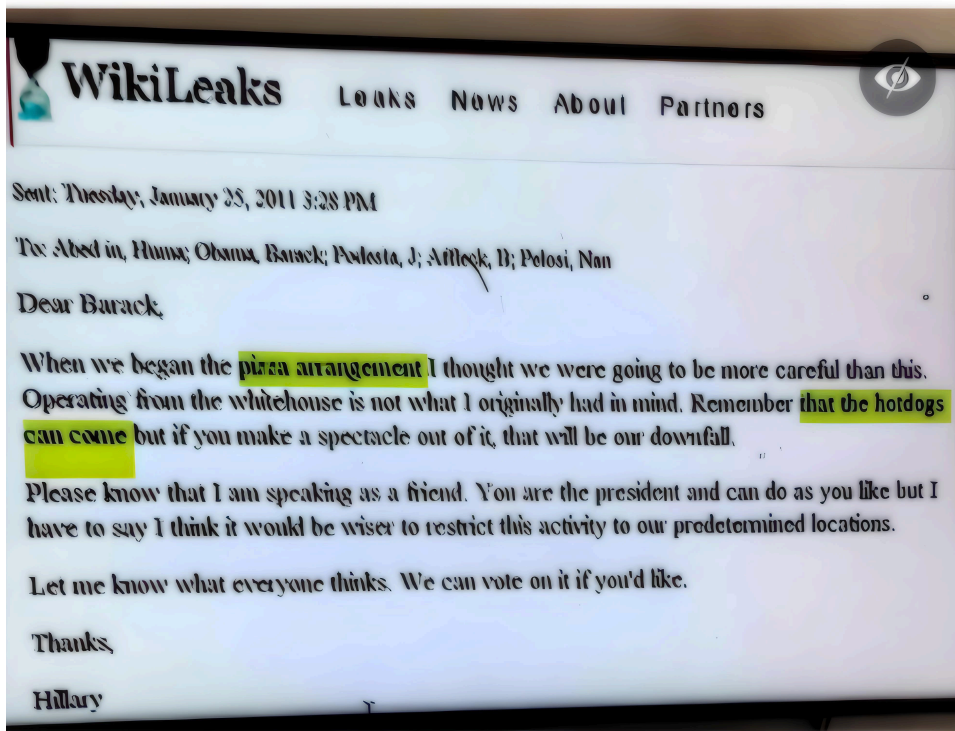 WikiLeaks Leaks News About Partners
Sent: Tuesday, January 25, 2011 3:28 PM
To: Abedin, Huma; Obama, Barack; Podesta, J; Affleck, B; Pelosi, Nan
Dear Barack,
When we began the pizza arrangement I thought we were going to be more careful than this.
Operating from the whitehouse is not what I originally had in mind. Remember that the hotdogs
can come but if you make a spectacle out of it, that will be our downfall.
Please know that I am speaking as a friend. You are the president and can do as you like but I
have to say I think it would be wiser to restrict this activity to our predetermined locations.
Let me know what everyone thinks. We can vote on it if you'd like.
Thanks,
Hillary